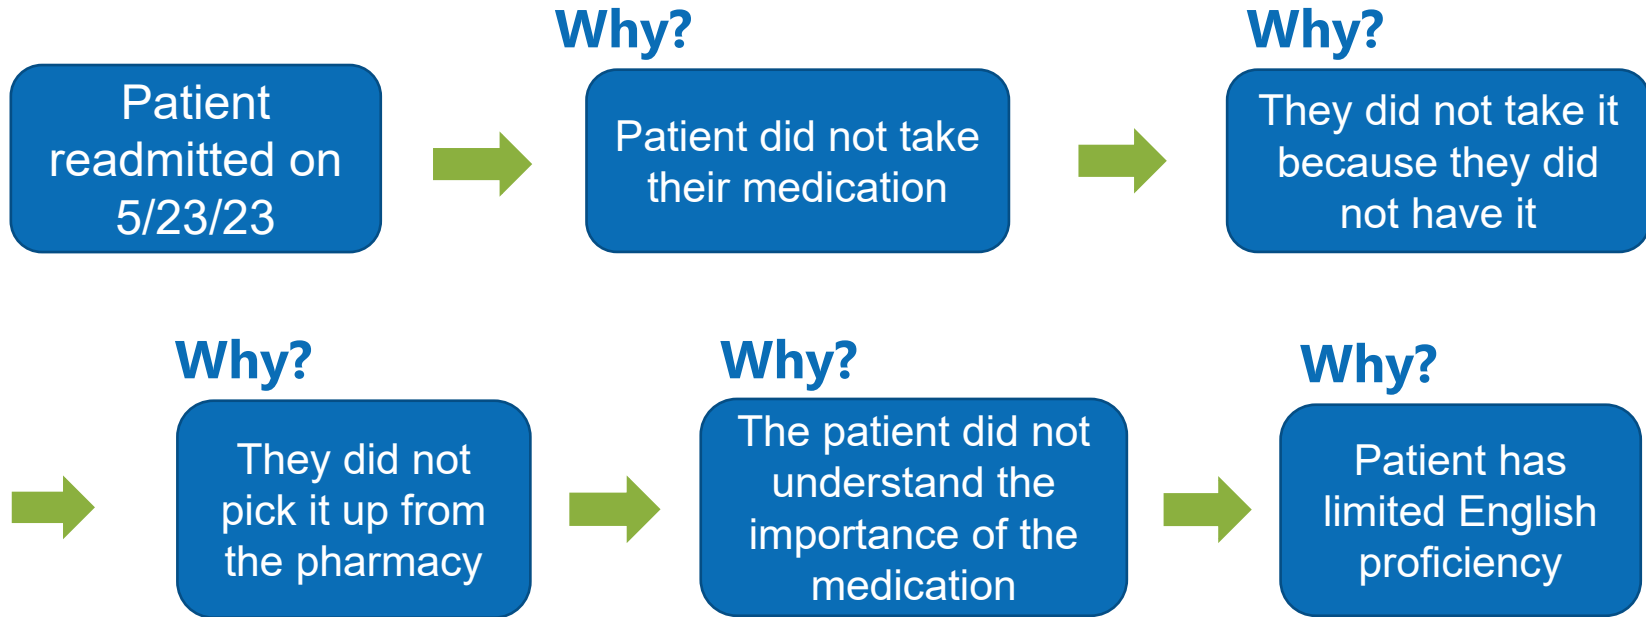 Why?
Why?
Patient
readmitted on
5/23/23
Patient did not take
their medication
They did not take it
because they did
not have it
Why?
Why?
Why?
They did not
pick it up from
the pharmacy
The patient did not
understand the
importance of the
medication
Patient has
limited English
proficiency